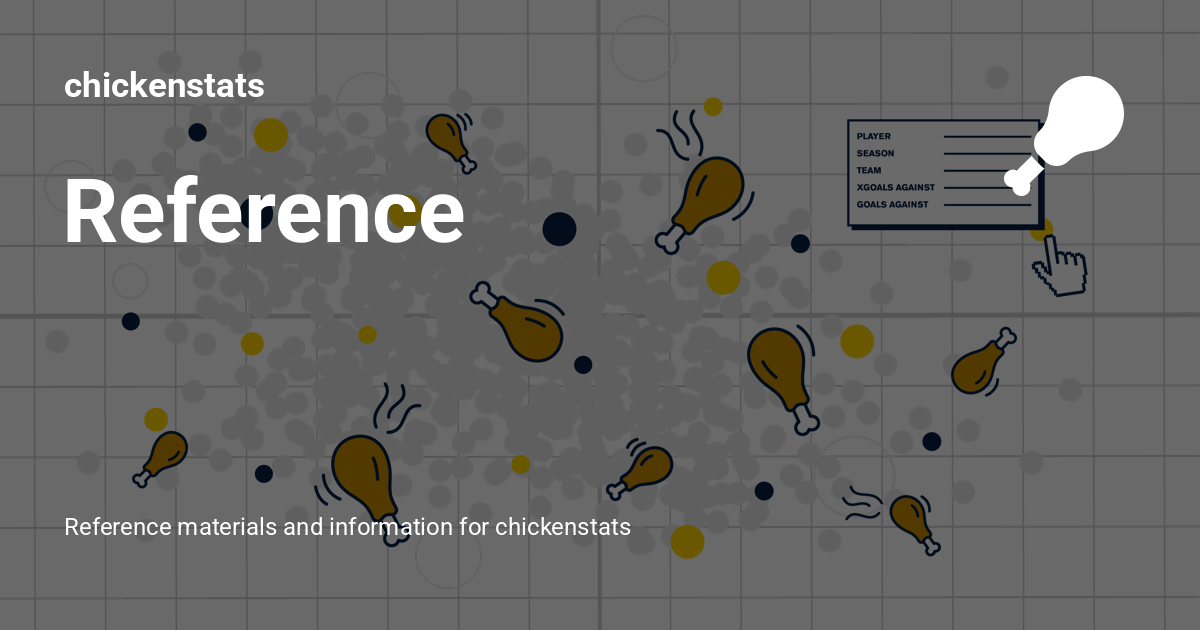 chickenstats
Reference
PLAYER
SEASON
TEAM
XGOALS AGAINST
GOALS AGAINST
Reference materials and information for chickenstats